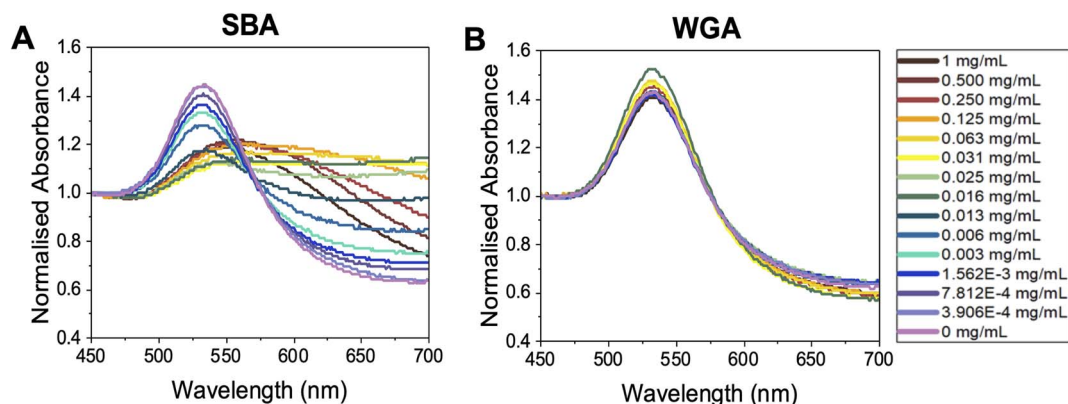 A
SBA
1.6
1.4
1.2
1.0
0.8
0.6
0.4
Normalised Absorbance
450
500
550
600
650
700
Wavelength (nm)
B
WGA
1.6
1.4
1.2
1.0
0.8
0.6
0.4
Normalised Absorbance
450
500
550
600
650
700
Wavelength (nm)
1 mg/mL
0.500 mg/mL
0.250 mg/mL
0.125 mg/mL
0.063 mg/mL
0.031 mg/mL
0.025 mg/mL
0.016 mg/mL
0.013 mg/mL
0.006 mg/mL
0.003 mg/mL
1.562E-3 mg/mL
7.812E-4 mg/mL
3.906E-4 mg/mL
0 mg/mL